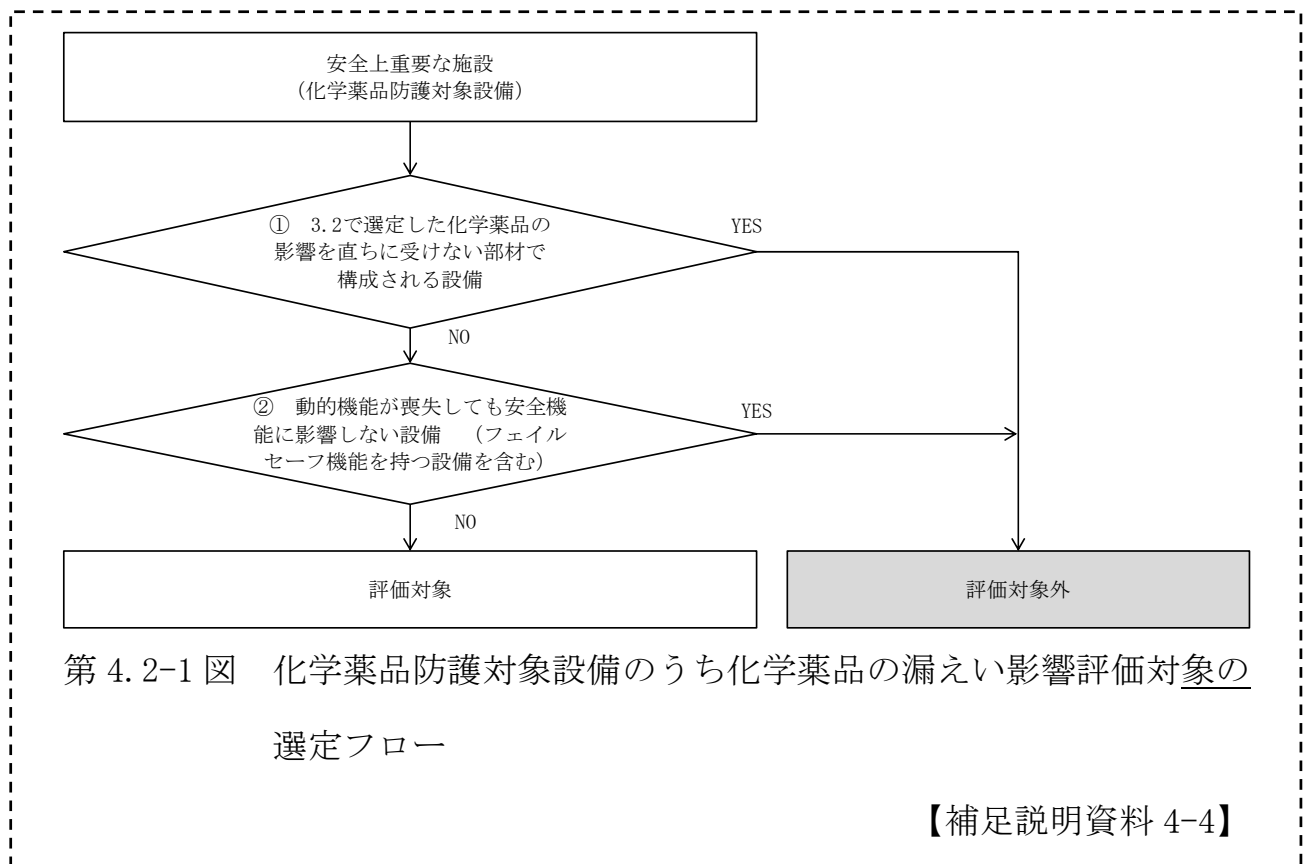 安全上重要な施設
（化学薬品防護対象設備）
① 3.2で選定した化学薬品の
影響を直ちに受けない部材で
構成される設備
YES
NO
② 動的機能が喪失しても安全機
能に影響しない設備 （フェイル
セーフ機能を持つ設備を含む）
YES
NO
評価対象
評価対象外
第 4.2-1 図 化学薬品防護対象設備のうち化学薬品の漏えい影響評価対象の
選定フロー
【補足説明資料 4-4】